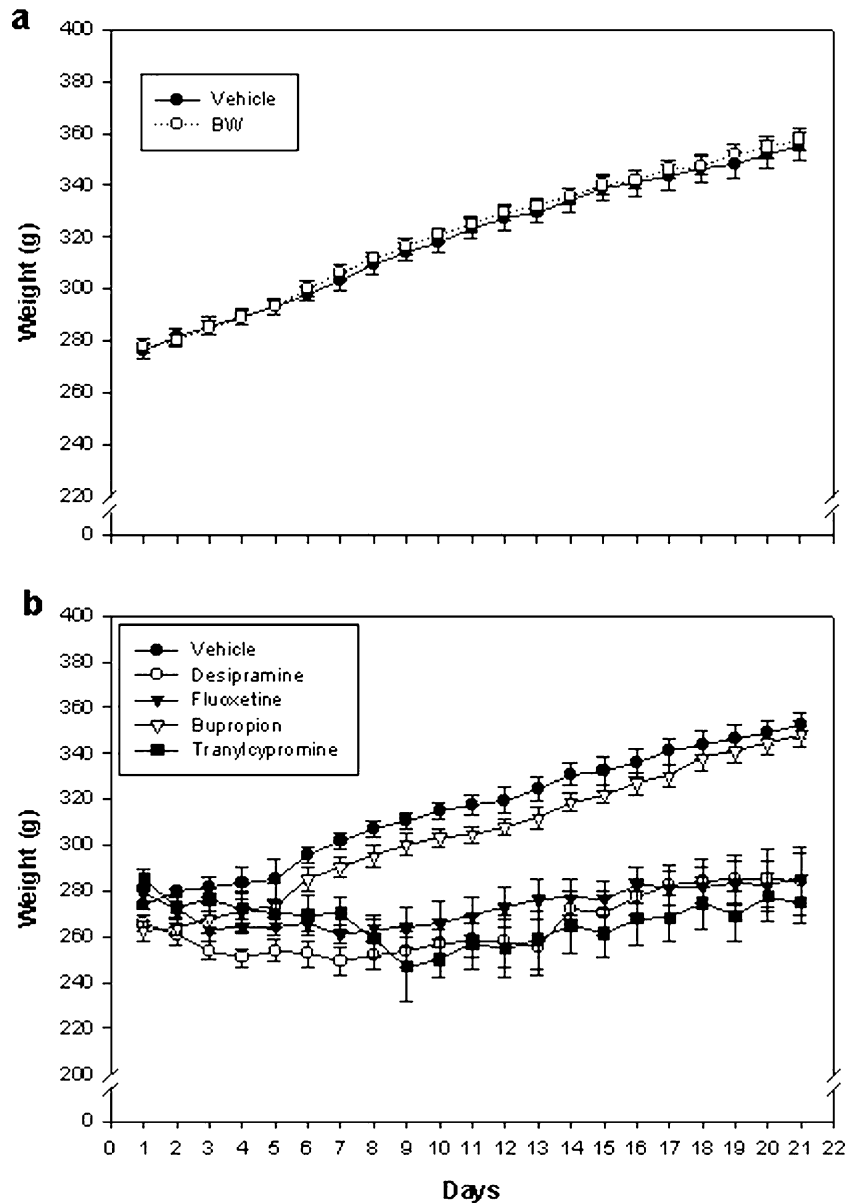 a
400
380
360
340
320
300
280
260
240
220
0
Weight (g)
Vehicle
BW
b
400
380
360
340
320
300
280
260
240
220
200
0
Weight (g)
Vehicle
Desipramine
Fluoxetine
Bupropion
Tranylcypromine
0 1 2 3 4 5 6 7 8 9 10 11 12 13 14 15 16 17 18 19 20 21 22
Days